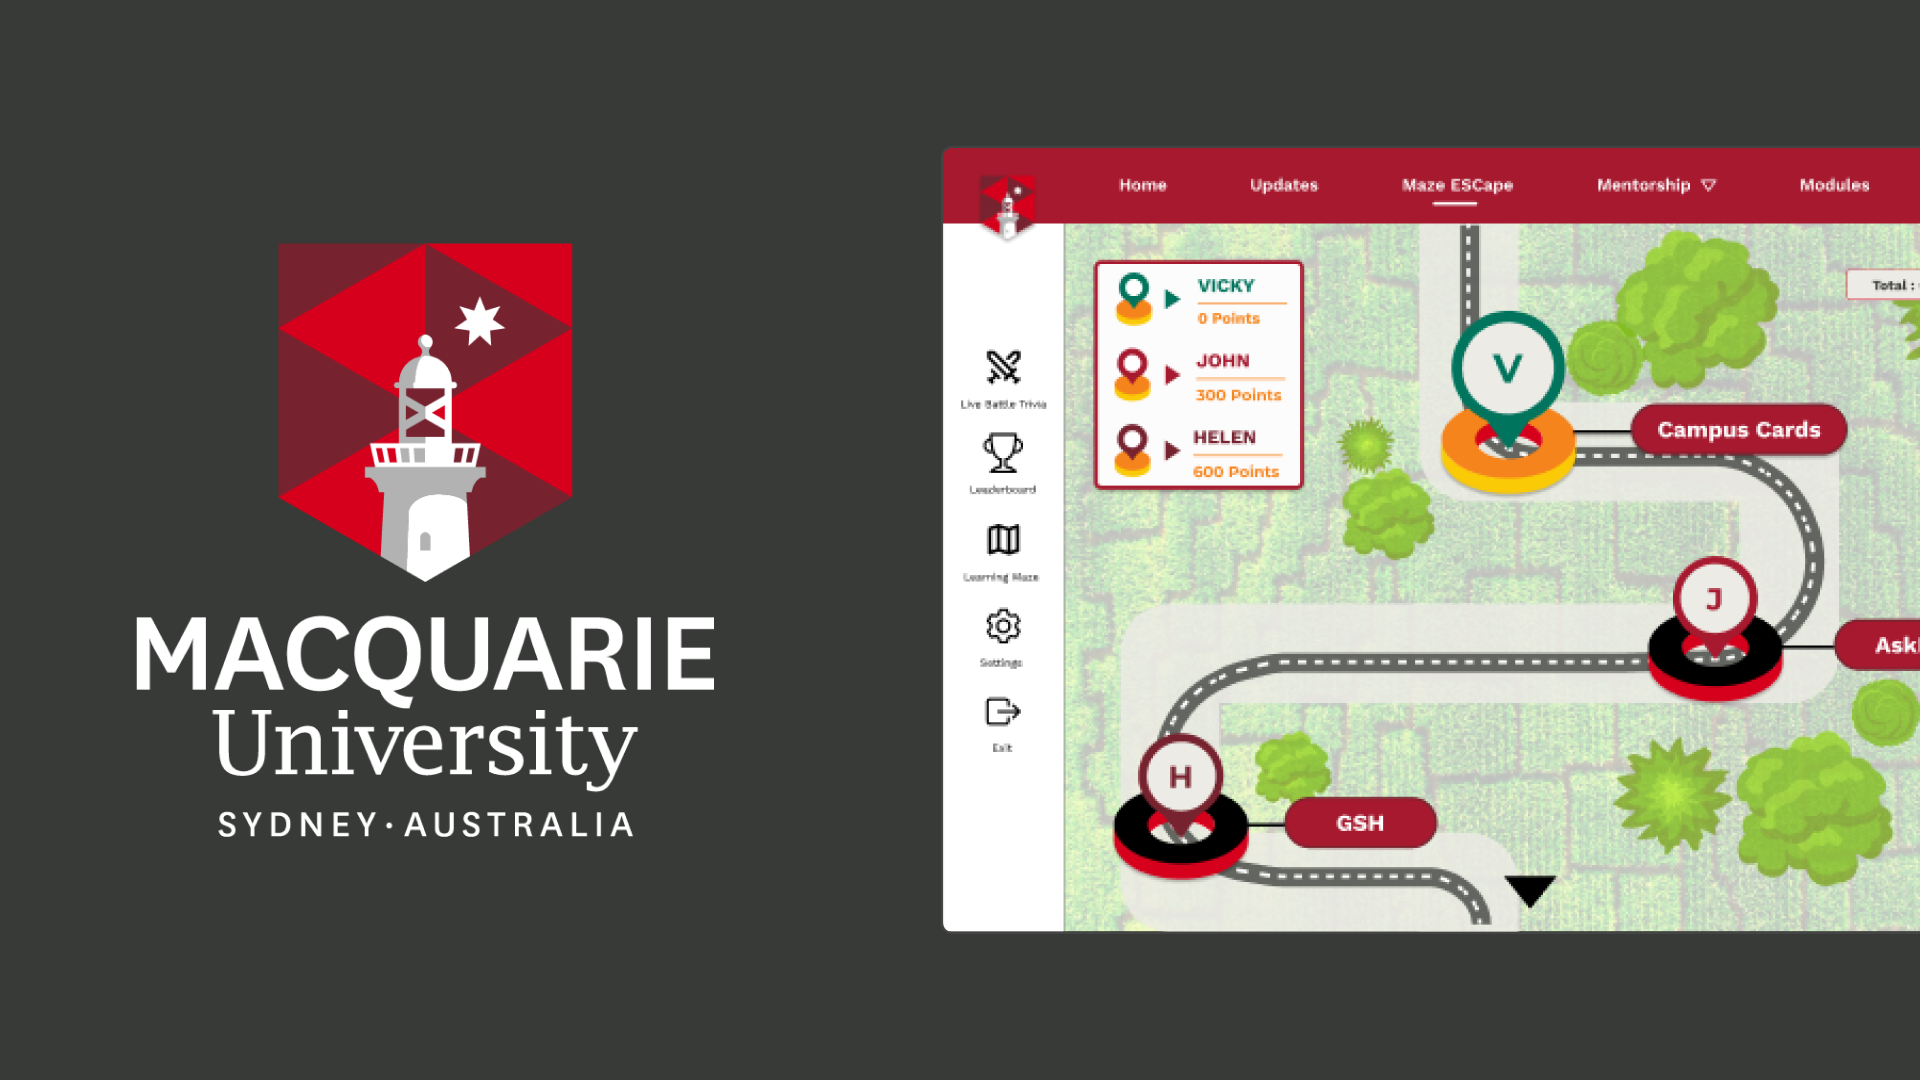 MACQUARIE
University
SYDNEY·AUSTRALIA
Home Updates Maze ESCape Mentorship Modules
Live Battle Trivia
Leaderboard
Learning Maze
Settings
Exit
VICKY
0 Points
JOHN
300 Points
HELEN
600 Points
Total :
V
Campus Cards
J
Ask
H
GSH